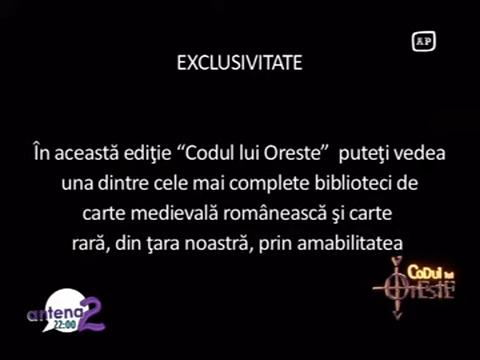 AP
EXCLUSIVITATE
În această ediţie “Codul lui Oreste” puteţi vedea
una dintre cele mai complete biblioteci de
carte medievală românească şi carte
rară, din ţara noastră, prin amabilitatea
CoDul lui
OresTe
antena 2
22:00